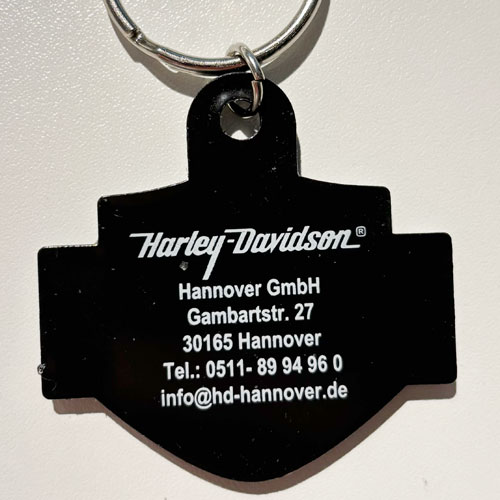 Harley-Davidson®
Hannover GmbH
Gambartstr. 27
30165 Hannover
Tel.: 0511- 89 94 96 0
info@hd-hannover.de